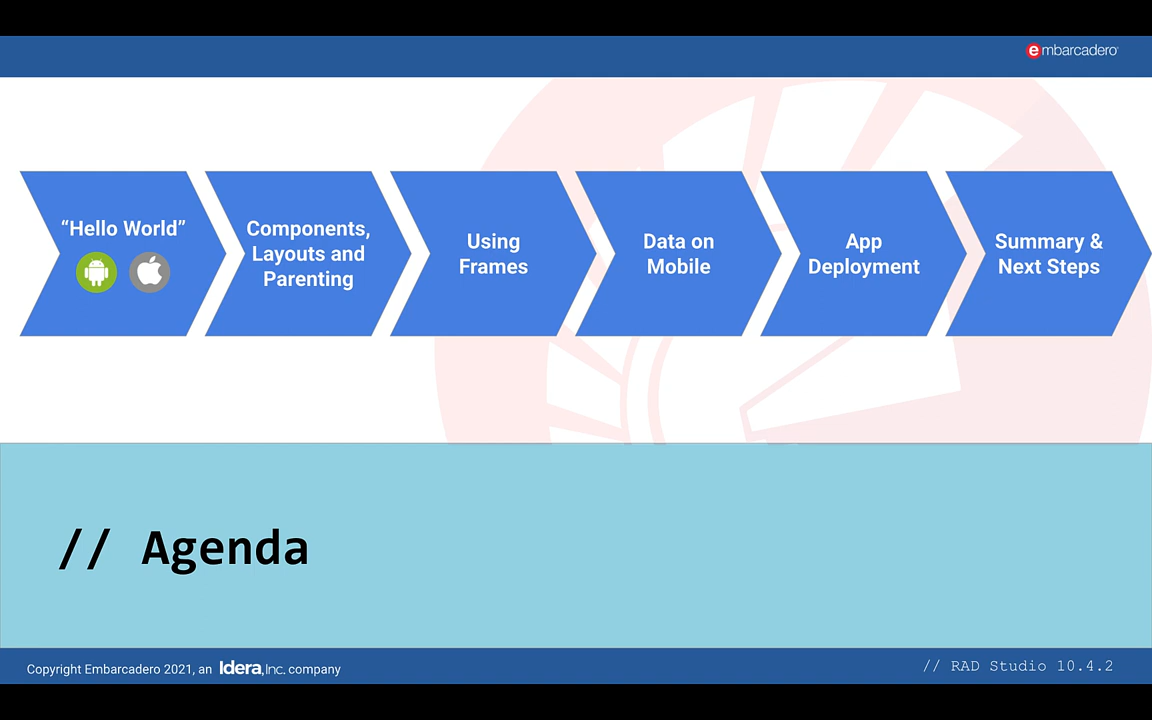 embarcadero
“Hello World”
Components,
Layouts and
Parenting
Using
Frames
Data on
Mobile
App
Deployment
Summary &
Next Steps
// Agenda
Copyright Embarcadero 2021, an Idera, Inc. company
// RAD Studio 10.4.2